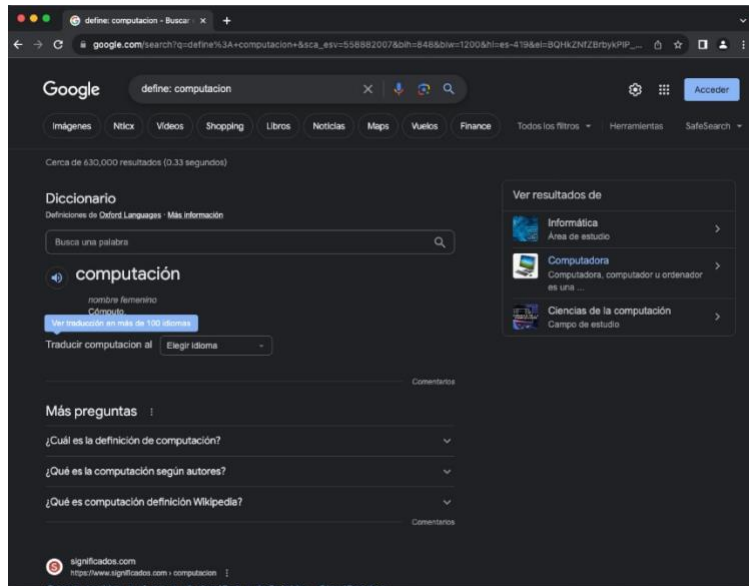 define: computacion - Buscar
google.com/search?q=define%3A+computacion+&sca_esv=558882007&bih=848&biw=1200&hl=es-419&ei=BQHkZNfZBrbykPIP_...
Google
define: computacion
Acceder
Imágenes Nticx Videos Shopping Libros Noticias Maps Vuelos Finance Todos los filtros Herramientas SafeSearch
Cerca de 630,000 resultados (0.33 segundos)
Diccionario
Definiciones de Oxford Languages · Más información
Busca una palabra
computación
nombre femenino
Cómputo.
Ver traducción en más de 100 idiomas
Traducir computacion al Elegir idioma
Comentarios
Más preguntas
¿Cuál es la definición de computación?
¿Qué es la computación según autores?
¿Qué es computación definición Wikipedia?
Comentarios
significados.com
https://www.significados.com › computacion
Ver resultados de
Informática
Área de estudio
Computadora
Computadora, computador u ordenador
es una ...
Ciencias de la computación
Campo de estudio